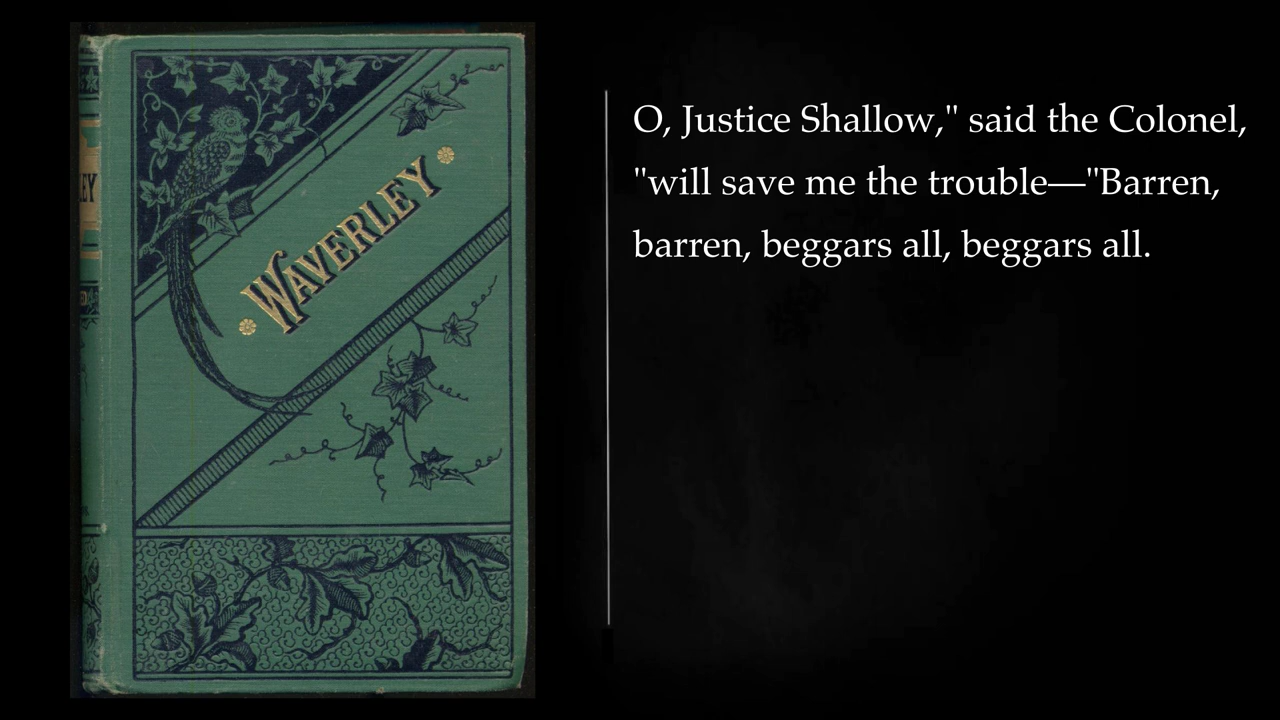 WAVERLEY
EY
O, Justice Shallow," said the Colonel,
"will save me the trouble—"Barren,
barren, beggars all, beggars all.